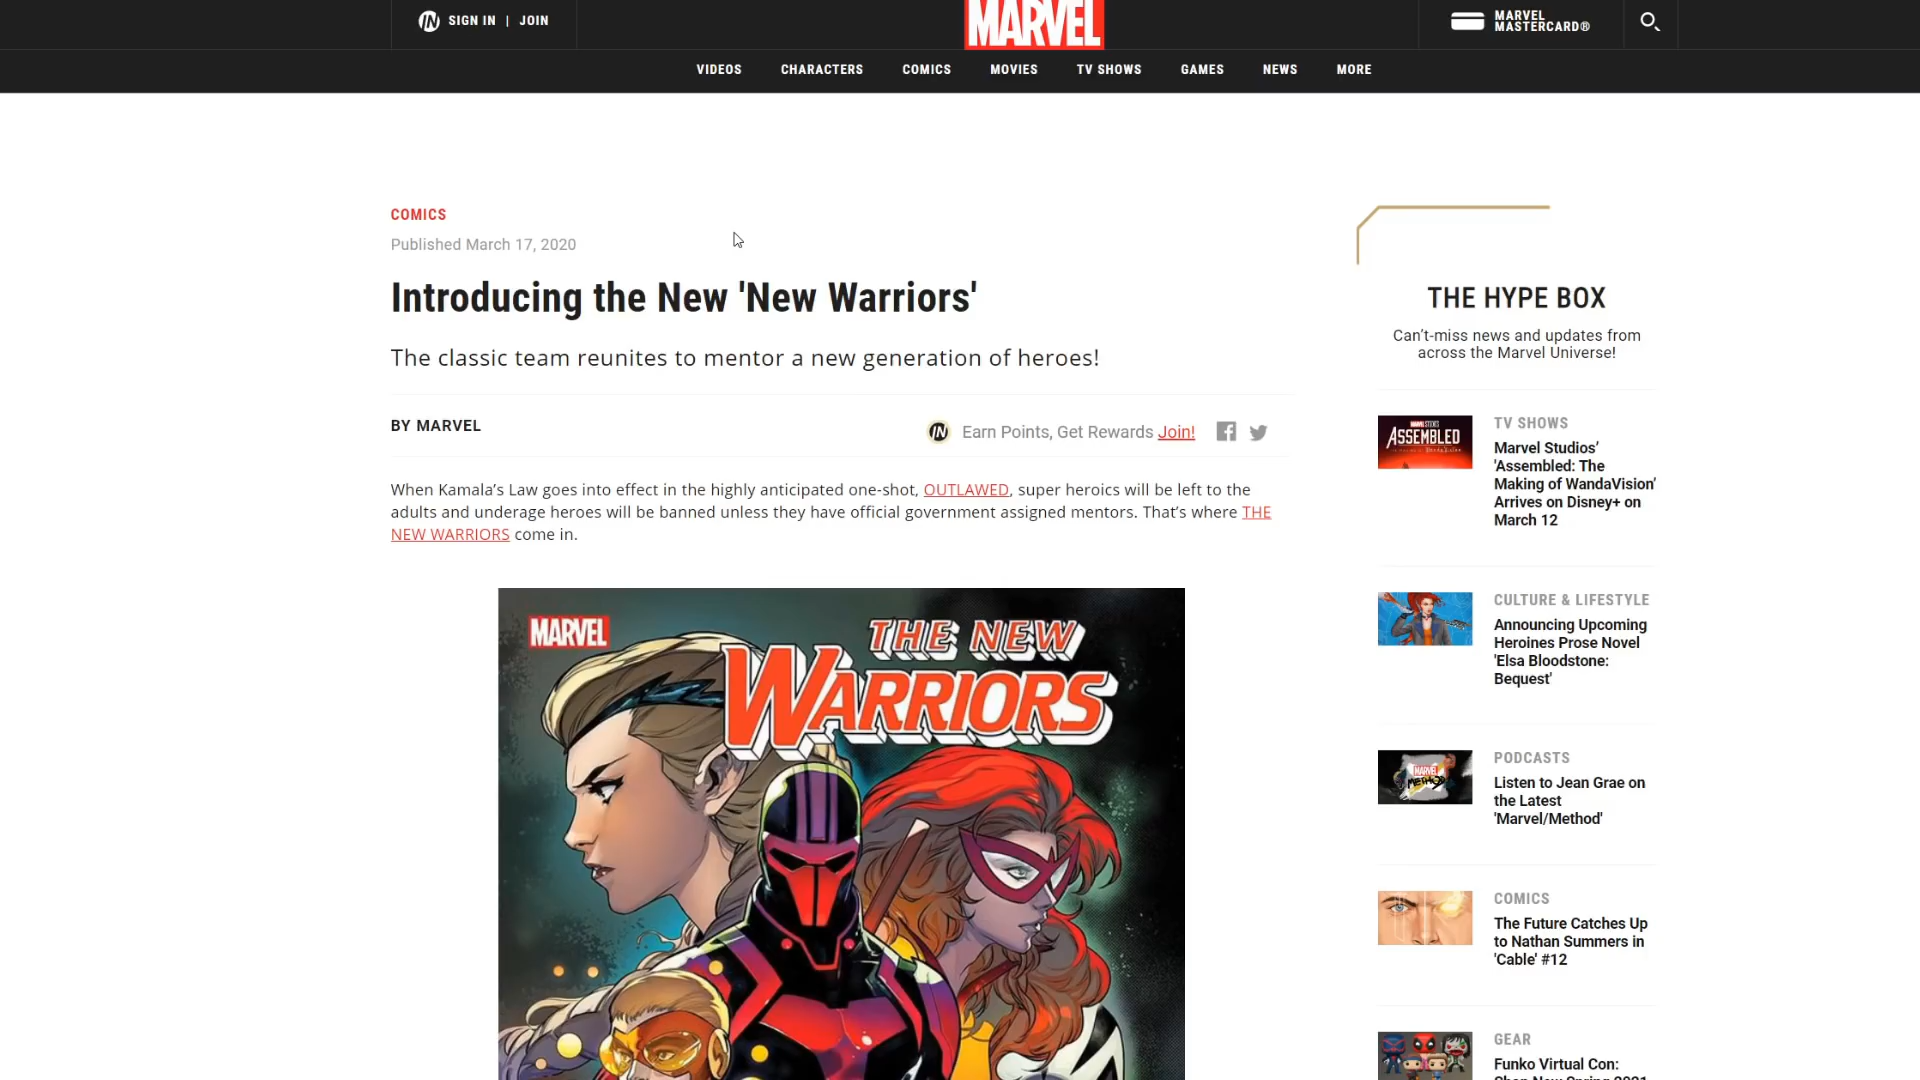 SIGN IN | JOIN
MARVEL
MARVEL
MASTERCARD®
VIDEOS
CHARACTERS
COMICS
MOVIES
TV SHOWS
GAMES
NEWS
MORE
COMICS
Published March 17, 2020
Introducing the New 'New Warriors'
The classic team reunites to mentor a new generation of heroes!
BY MARVEL
Earn Points, Get Rewards Join!
When Kamala’s Law goes into effect in the highly anticipated one-shot, OUTLAWED, super heroics will be left to the
adults and underage heroes will be banned unless they have official government assigned mentors. That’s where THE
NEW WARRIORS come in.
MARVEL
THE NEW
WARRIORS
THE HYPE BOX
Can’t-miss news and updates from
across the Marvel Universe!
ASSEMBLED
TV SHOWS
Marvel Studios’
'Assembled: The
Making of WandaVision’
Arrives on Disney+ on
March 12
CULTURE & LIFESTYLE
Announcing Upcoming
Heroines Prose Novel
'Elsa Bloodstone:
Bequest'
MARVEL
METHOD
PODCASTS
Listen to Jean Grae on
the Latest
'Marvel/Method'
COMICS
The Future Catches Up
to Nathan Summers in
'Cable' #12
GEAR
Funko Virtual Con: